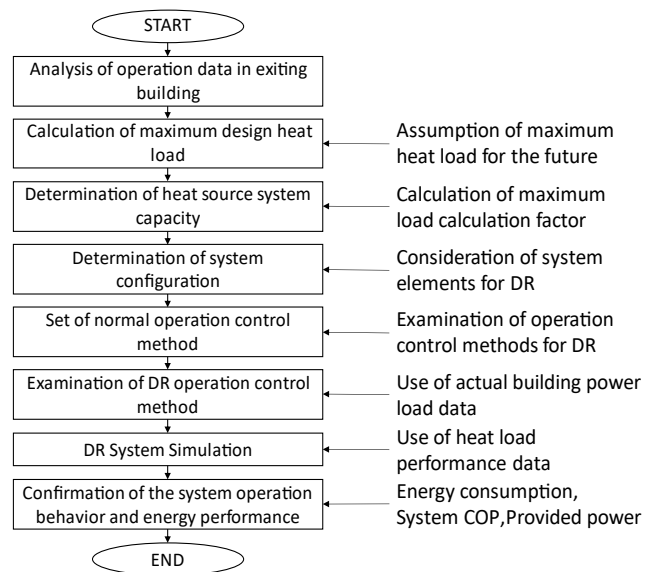 START
Analysis of operation data in exiting
building
Calculation of maximum design heat
load
Assumption of maximum
heat load for the future
Determination of heat source system
capacity
Calculation of maximum
load calculation factor
Determination of system
configuration
Consideration of system
elements for DR
Set of normal operation control
method
Examination of operation
control methods for DR
Examination of DR operation control
method
Use of actual building power
load data
DR System Simulation
Use of heat load
performance data
Confirmation of the system operation
behavior and energy performance
Energy consumption,
System COP,Provided power
END